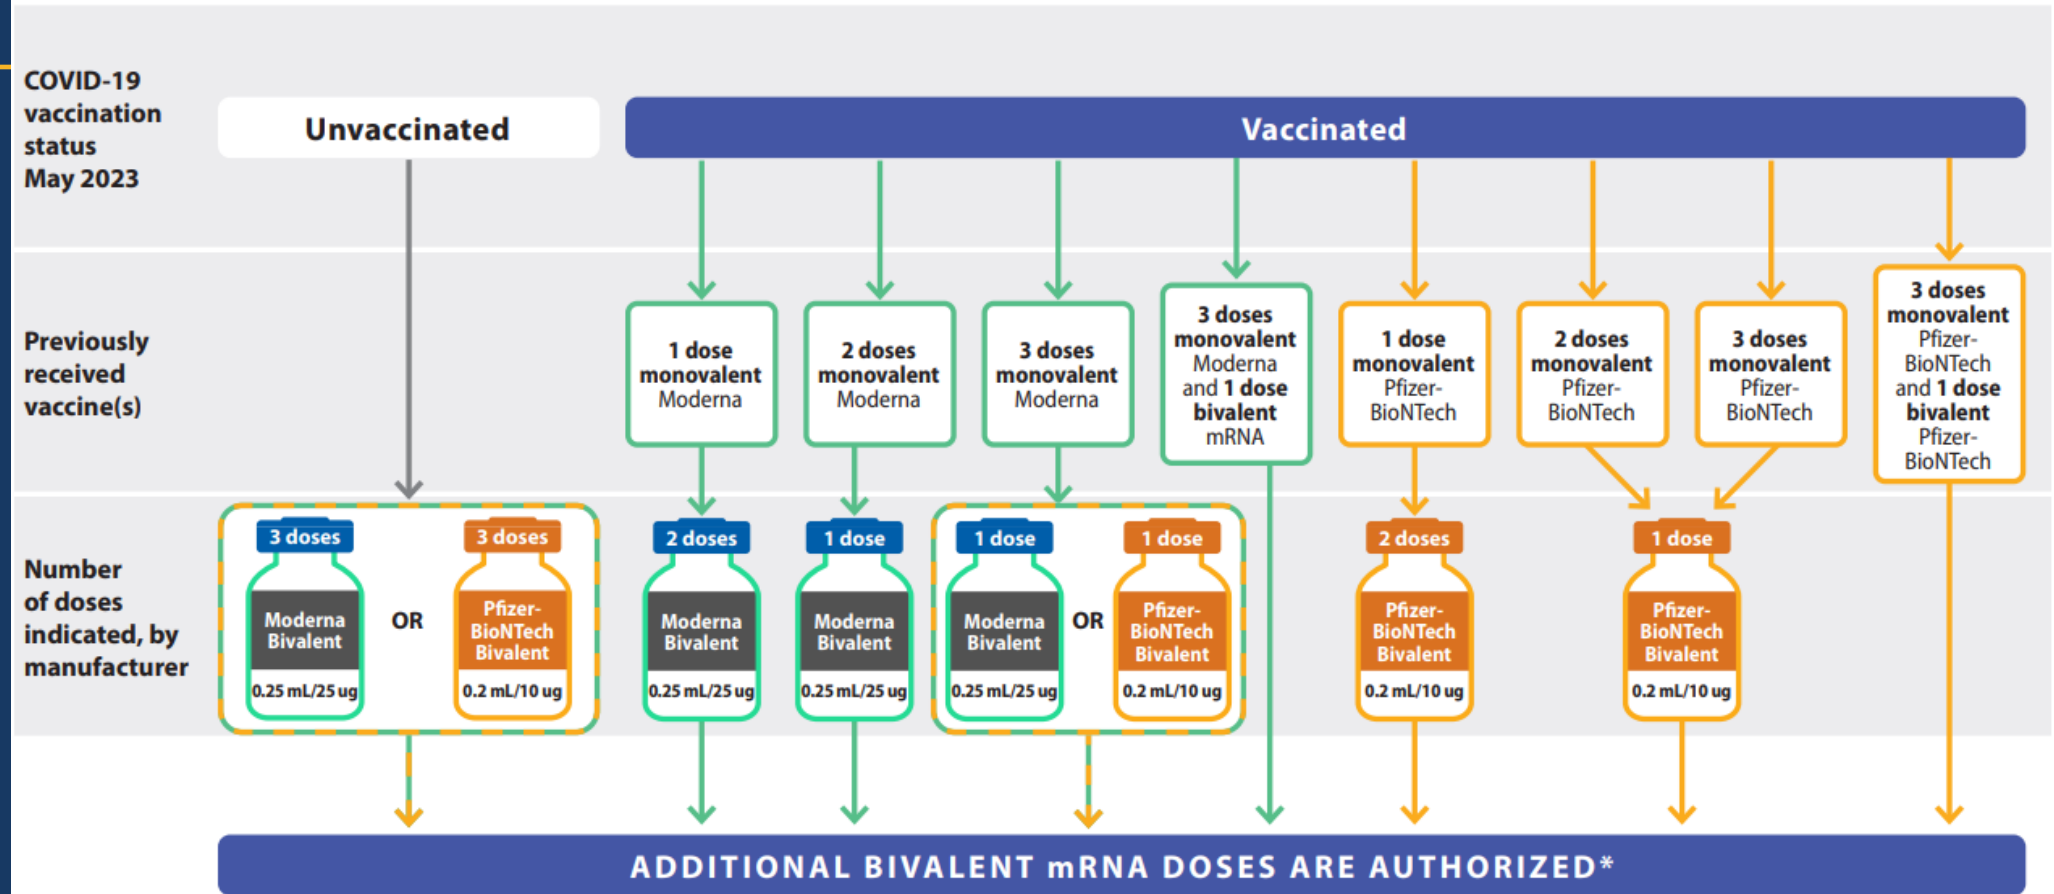 COVID-19
vaccination
status
May 2023
Unvaccinated
Vaccinated
Previously
received
vaccine(s)
1 dose
monovalent
Moderna
2 doses
monovalent
Moderna
3 doses
monovalent
Moderna
3 doses
monovalent
Moderna
and 1 dose
bivalent
mRNA
1 dose
monovalent
Pfizer-
BioNTech
2 doses
monovalent
Pfizer-
BioNTech
3 doses
monovalent
Pfizer-
BioNTech
3 doses
monovalent
Pfizer-
BioNTech
and 1 dose
bivalent
Pfizer-
BioNTech
Number
of doses
indicated, by
manufacturer
3 doses
Moderna
Bivalent
0.25 mL/25 ug
OR
3 doses
Pfizer-
BioNTech
Bivalent
0.2 mL/10 ug
2 doses
Moderna
Bivalent
0.25 mL/25 ug
1 dose
Moderna
Bivalent
0.25 mL/25 ug
1 dose
Moderna
Bivalent
0.25 mL/25 ug
OR
1 dose
Pfizer-
BioNTech
Bivalent
0.2 mL/10 ug
2 doses
Pfizer-
BioNTech
Bivalent
0.2 mL/10 ug
1 dose
Pfizer-
BioNTech
Bivalent
0.2 mL/10 ug
ADDITIONAL BIVALENT mRNA DOSES ARE AUTHORIZED*